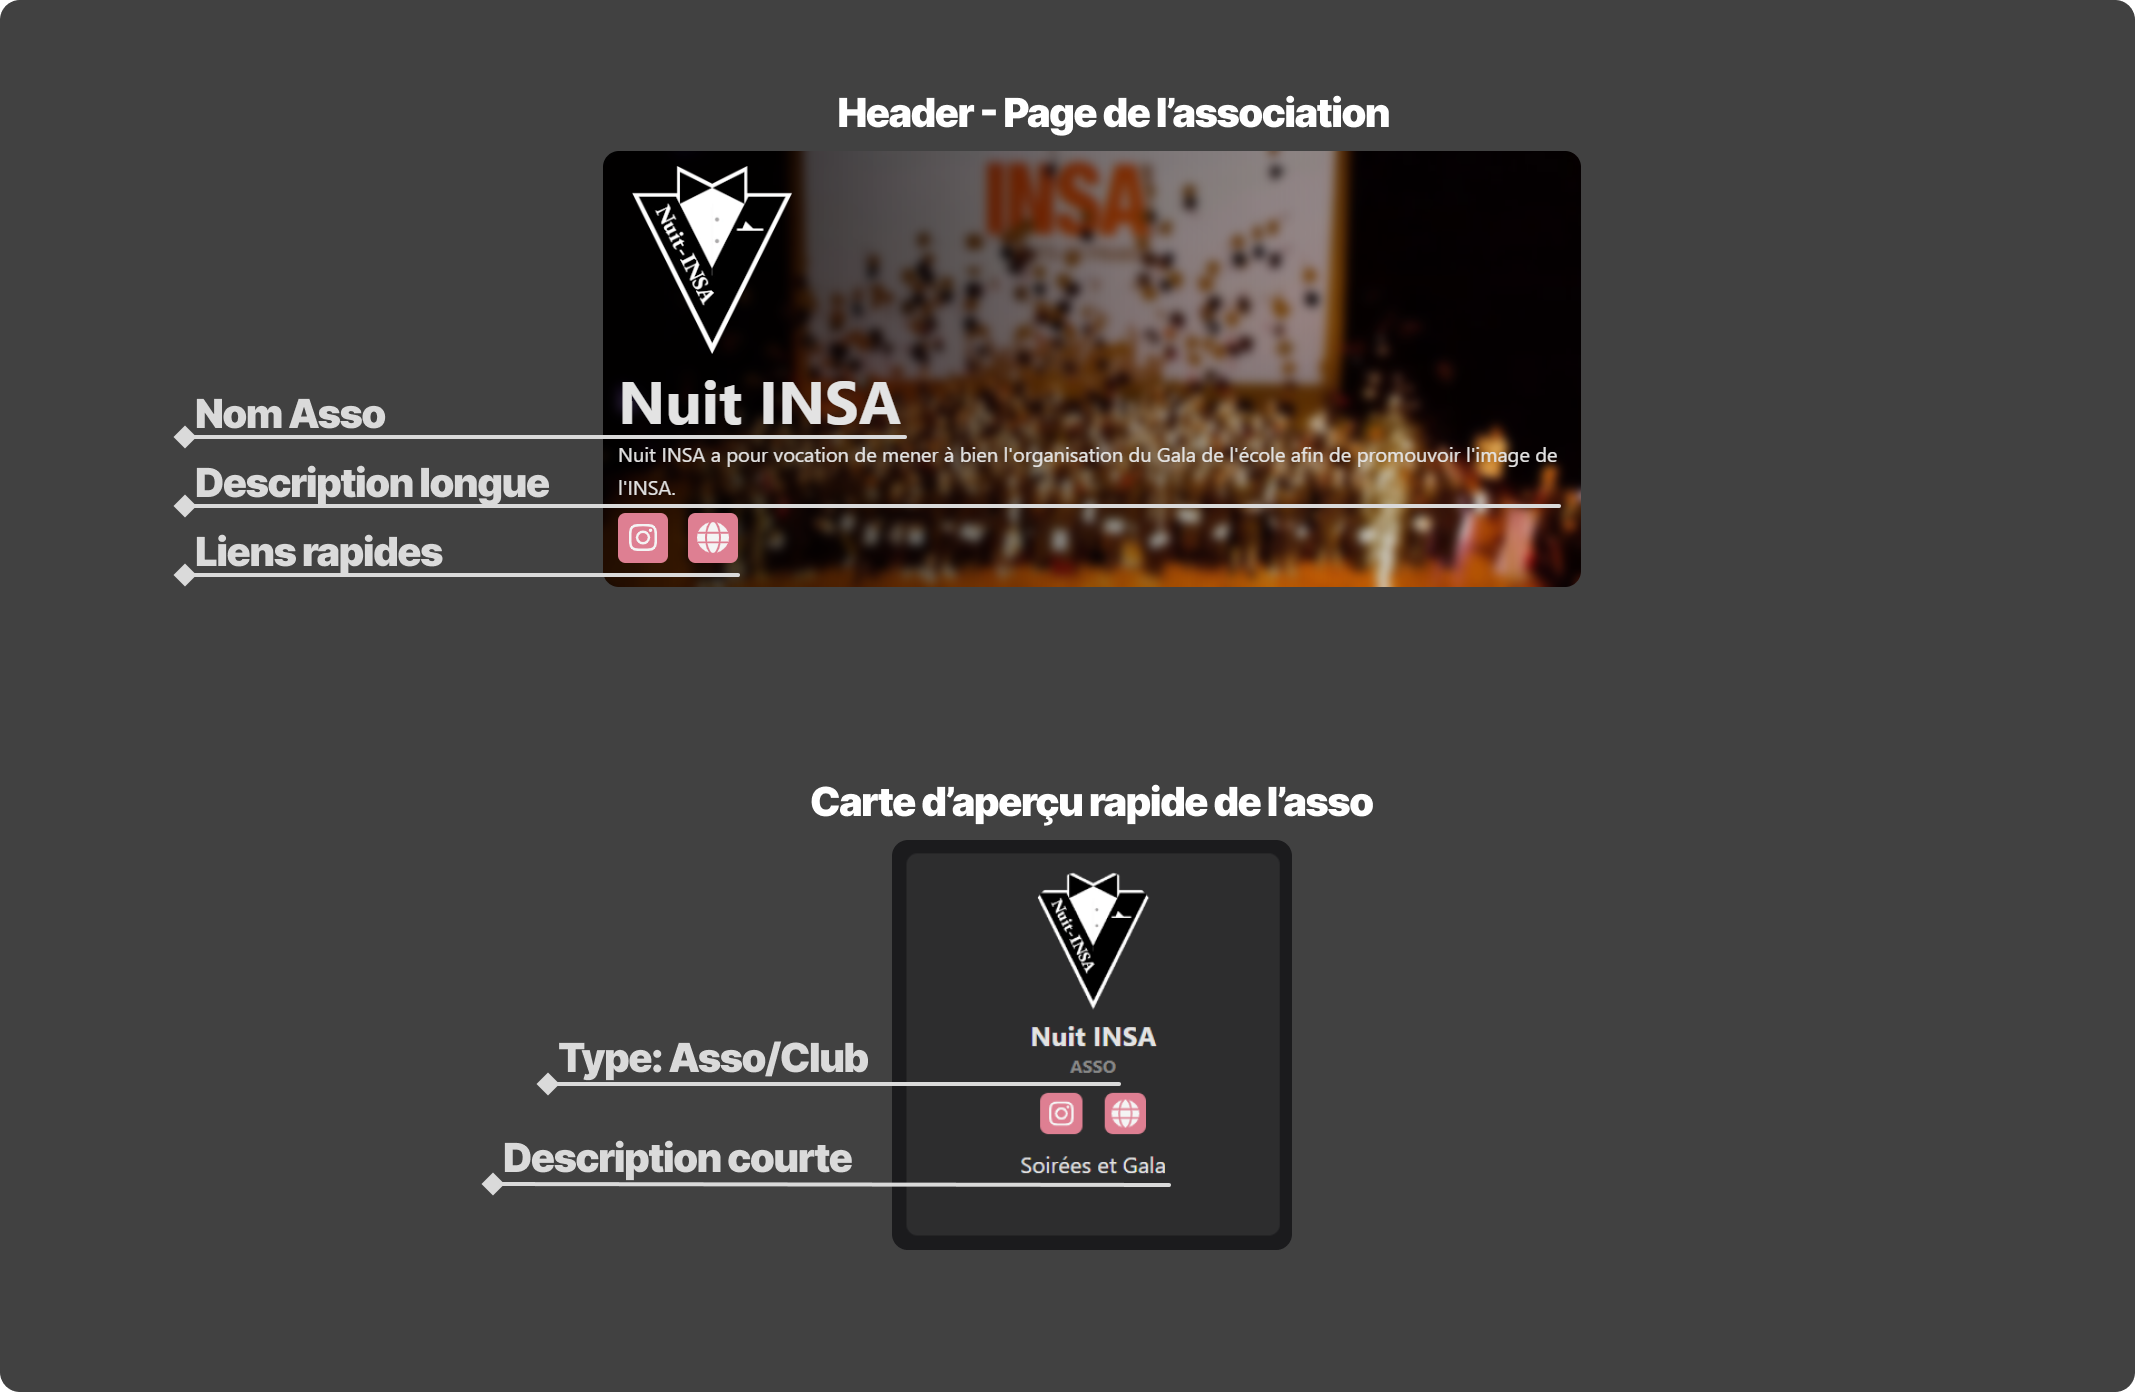 Header - Page de l’association
INSA
Nuit-INSA
Nuit INSA
Nom Asso
Nuit INSA a pour vocation de mener à bien l'organisation du Gala de l'école afin de promouvoir l'image de
l'INSA.
Description longue
Liens rapides
Carte d’aperçu rapide de l’asso
Nuit-INSA
Nuit INSA
Type: Asso/Club
ASSO
Description courte
Soirées et Gala